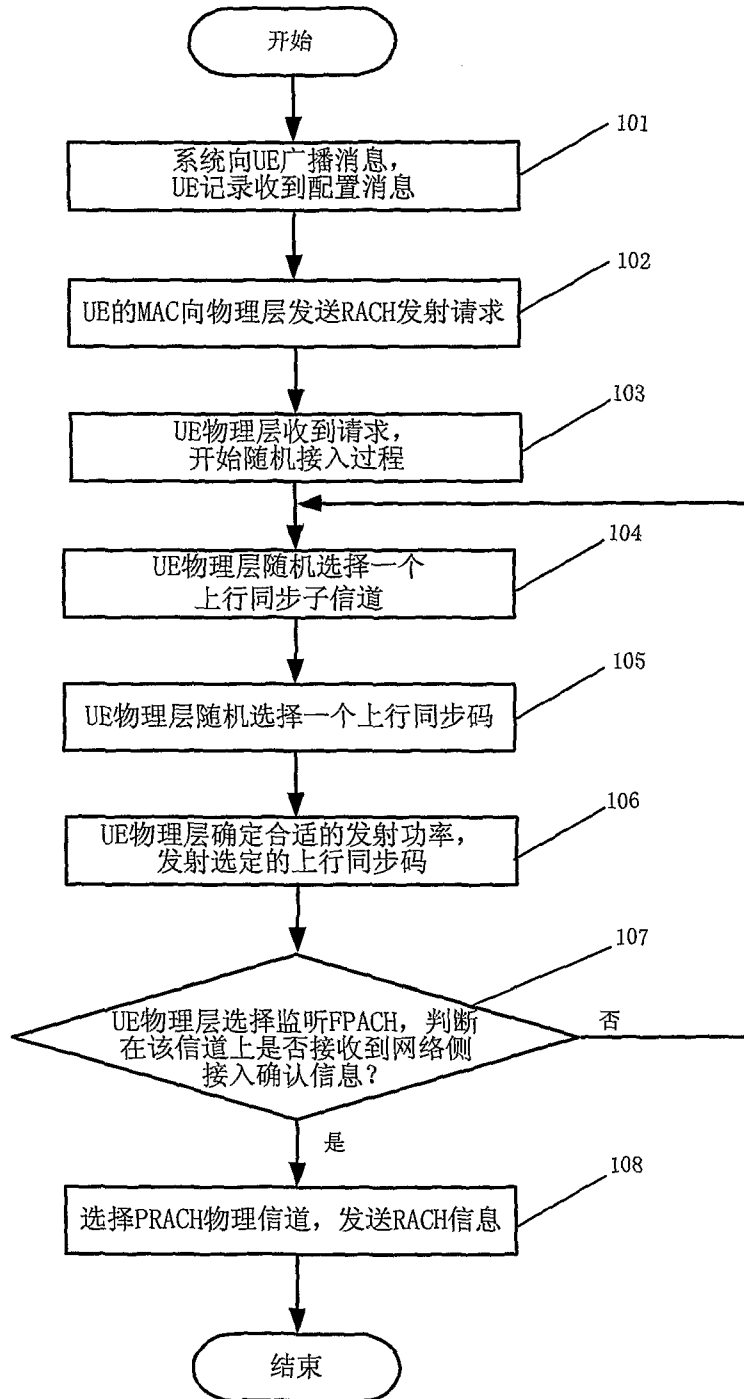 开始
101
系统向UE广播消息，
UE记录收到配置消息
102
UE的MAC向物理层发送RACH发射请求
103
UE物理层收到请求，
开始随机接入过程
104
UE物理层随机选择一个
上行同步子信道
105
UE物理层随机选择一个上行同步码
106
UE物理层确定合适的发射功率，
发射选定的上行同步码
107
UE物理层选择监听FPACH，判断
在该信道上是否接收到网络侧
接入确认信息？
否
是
108
选择PRACH物理信道，发送RACH信息
结束